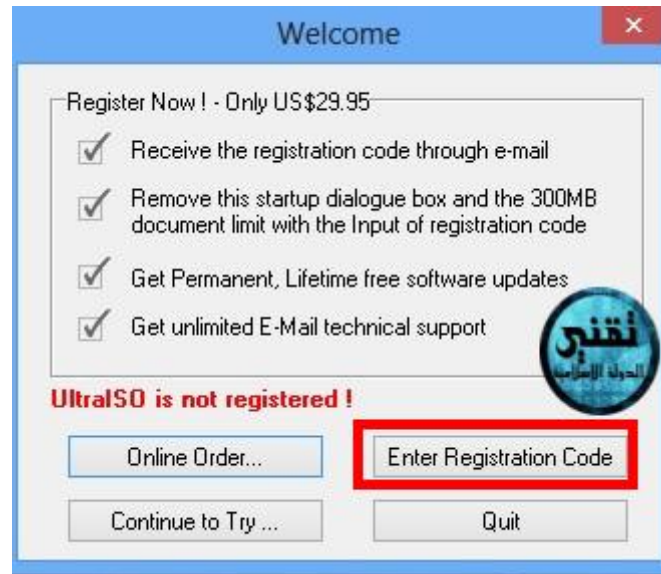 Welcome
Register Now ! - Only US$29.95
Receive the registration code through e-mail
Remove this startup dialogue box and the 300MB
document limit with the Input of registration code
Get Permanent, Lifetime free software updates
Get unlimited E-Mail technical support
تقني
الدولة الإسلامية
UltraISO is not registered !
Online Order...
Enter Registration Code
Continue to Try ...
Quit